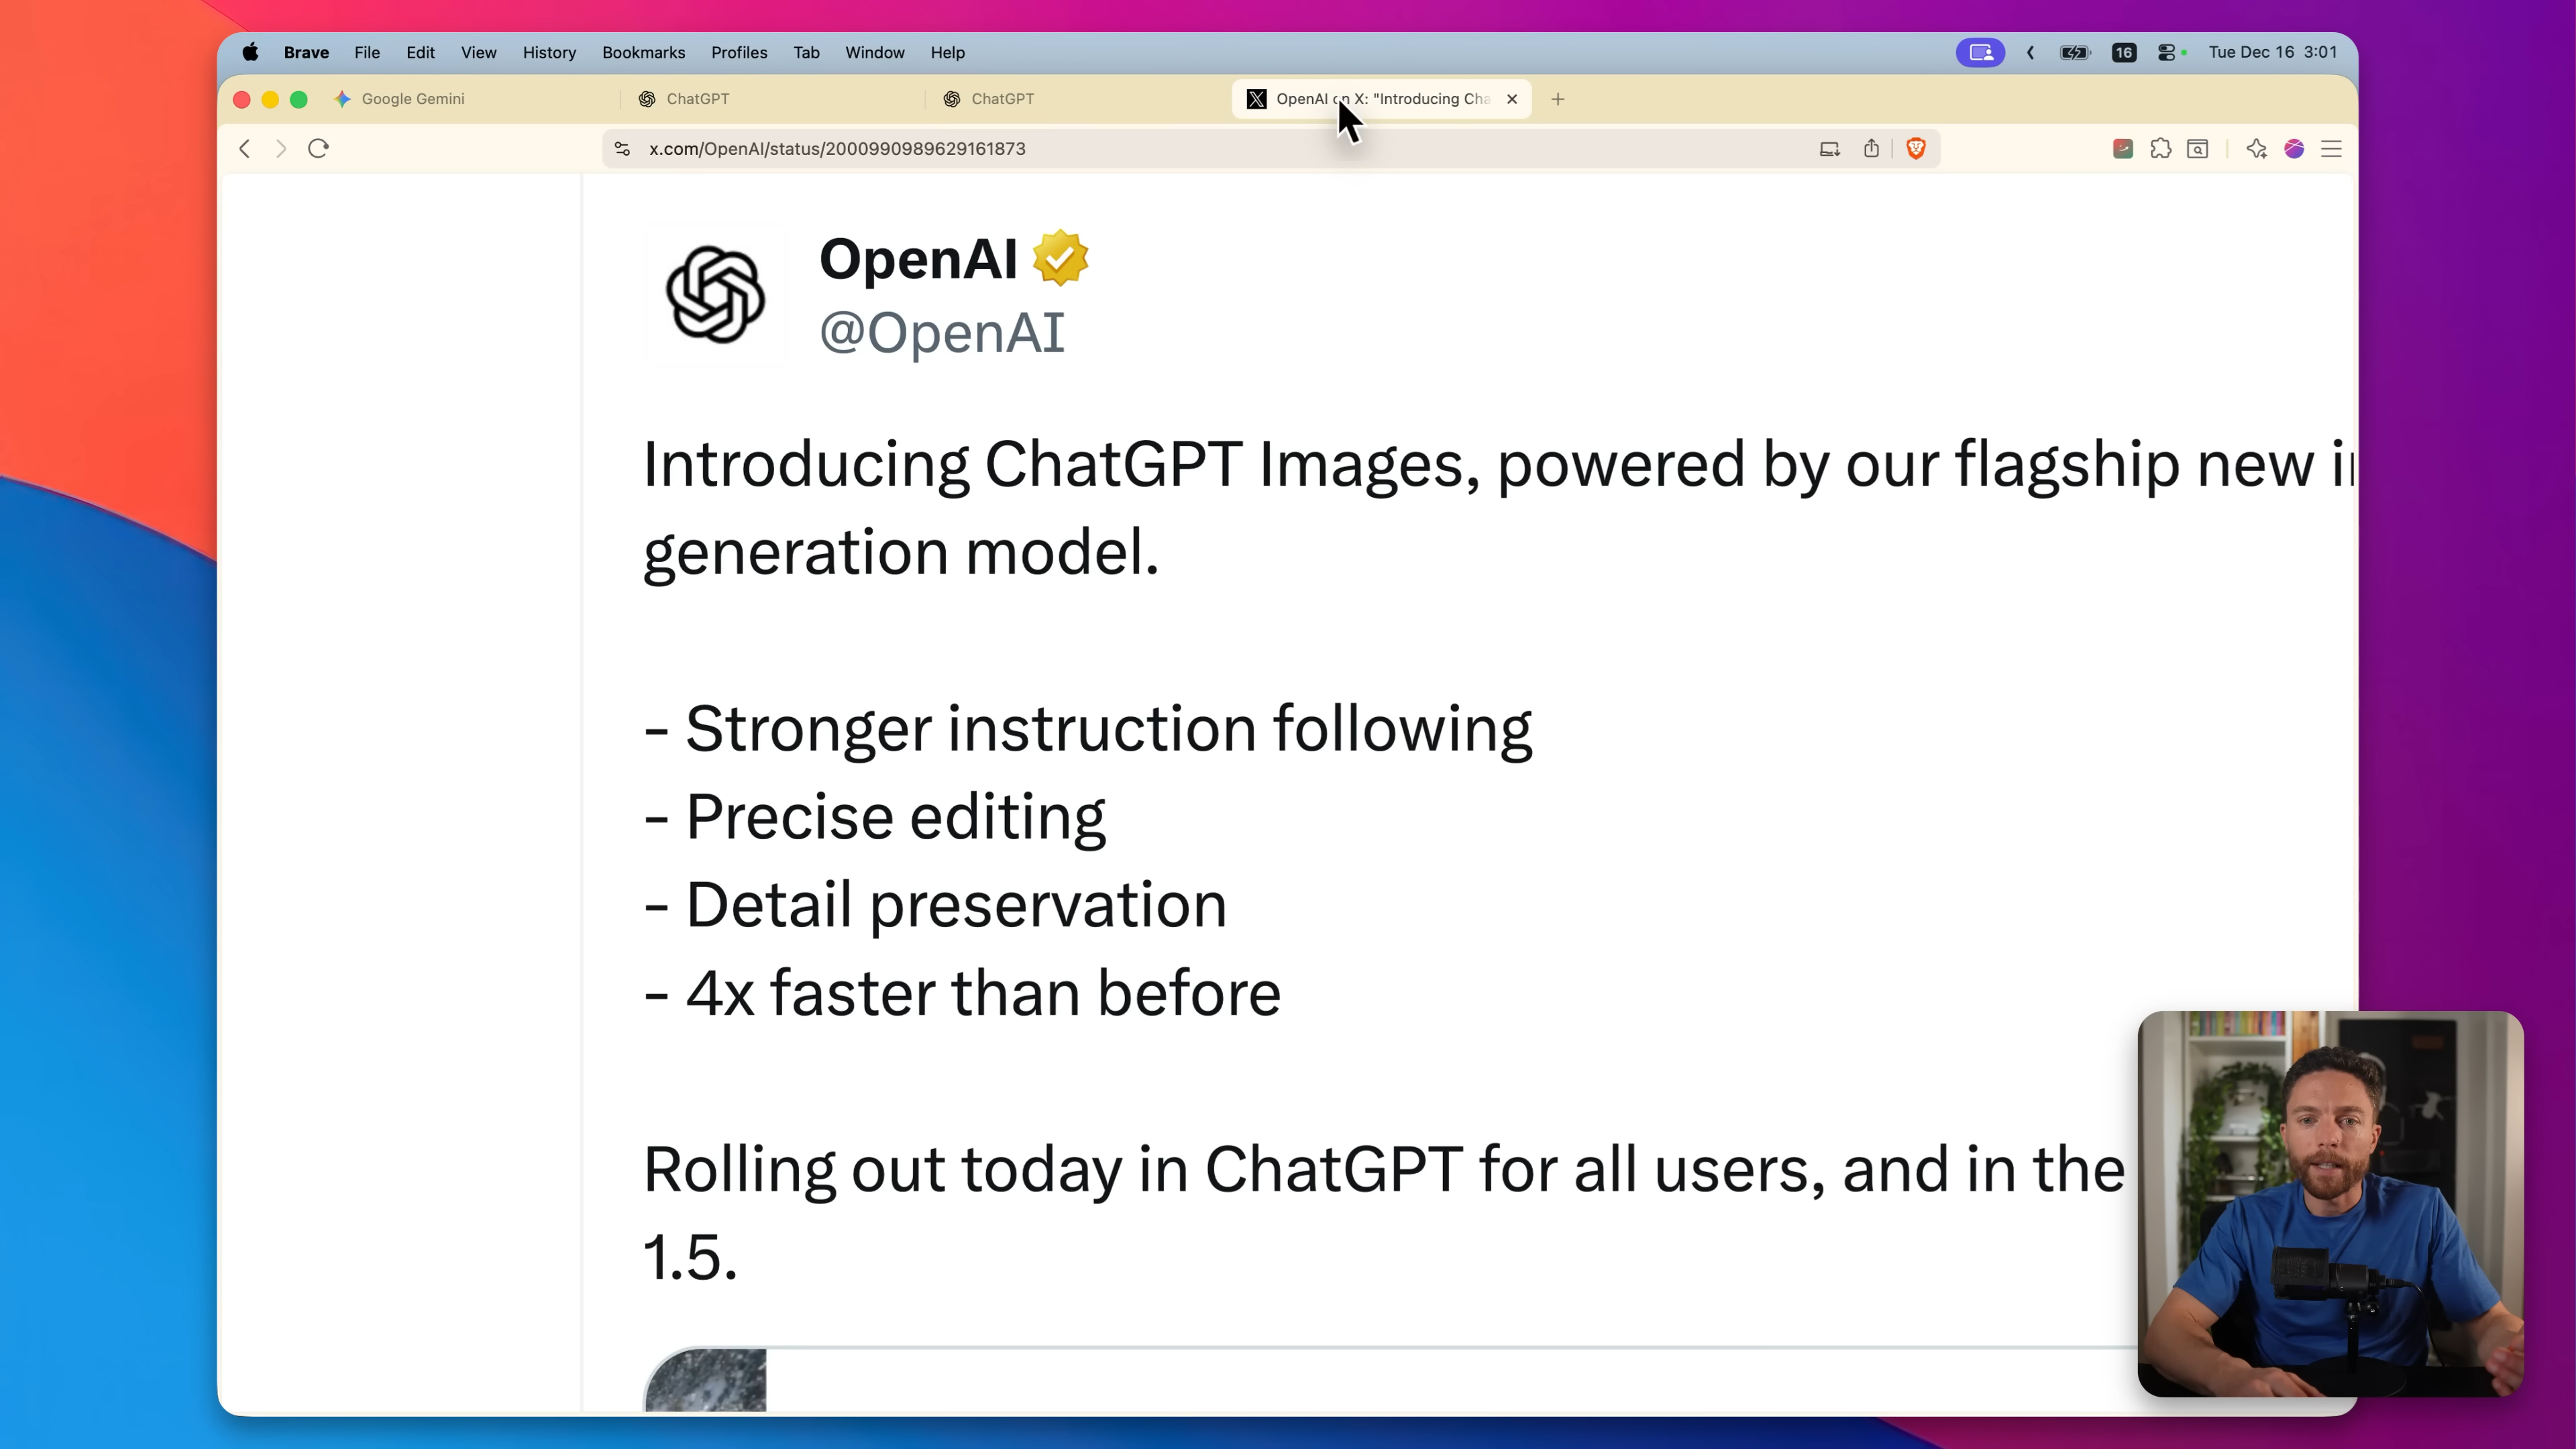 Brave File Edit View History Bookmarks Profiles Tab Window Help 16 Tue Dec 16 3:01
Google Gemini ChatGPT ChatGPT OpenAI on X: "Introducing Cha
x.com/OpenAI/status/2000990989629161873
OpenAI
@OpenAI
Introducing ChatGPT Images, powered by our flagship new
generation model.
- Stronger instruction following
- Precise editing
- Detail preservation
- 4x faster than before
Rolling out today in ChatGPT for all users, and in the
1.5.